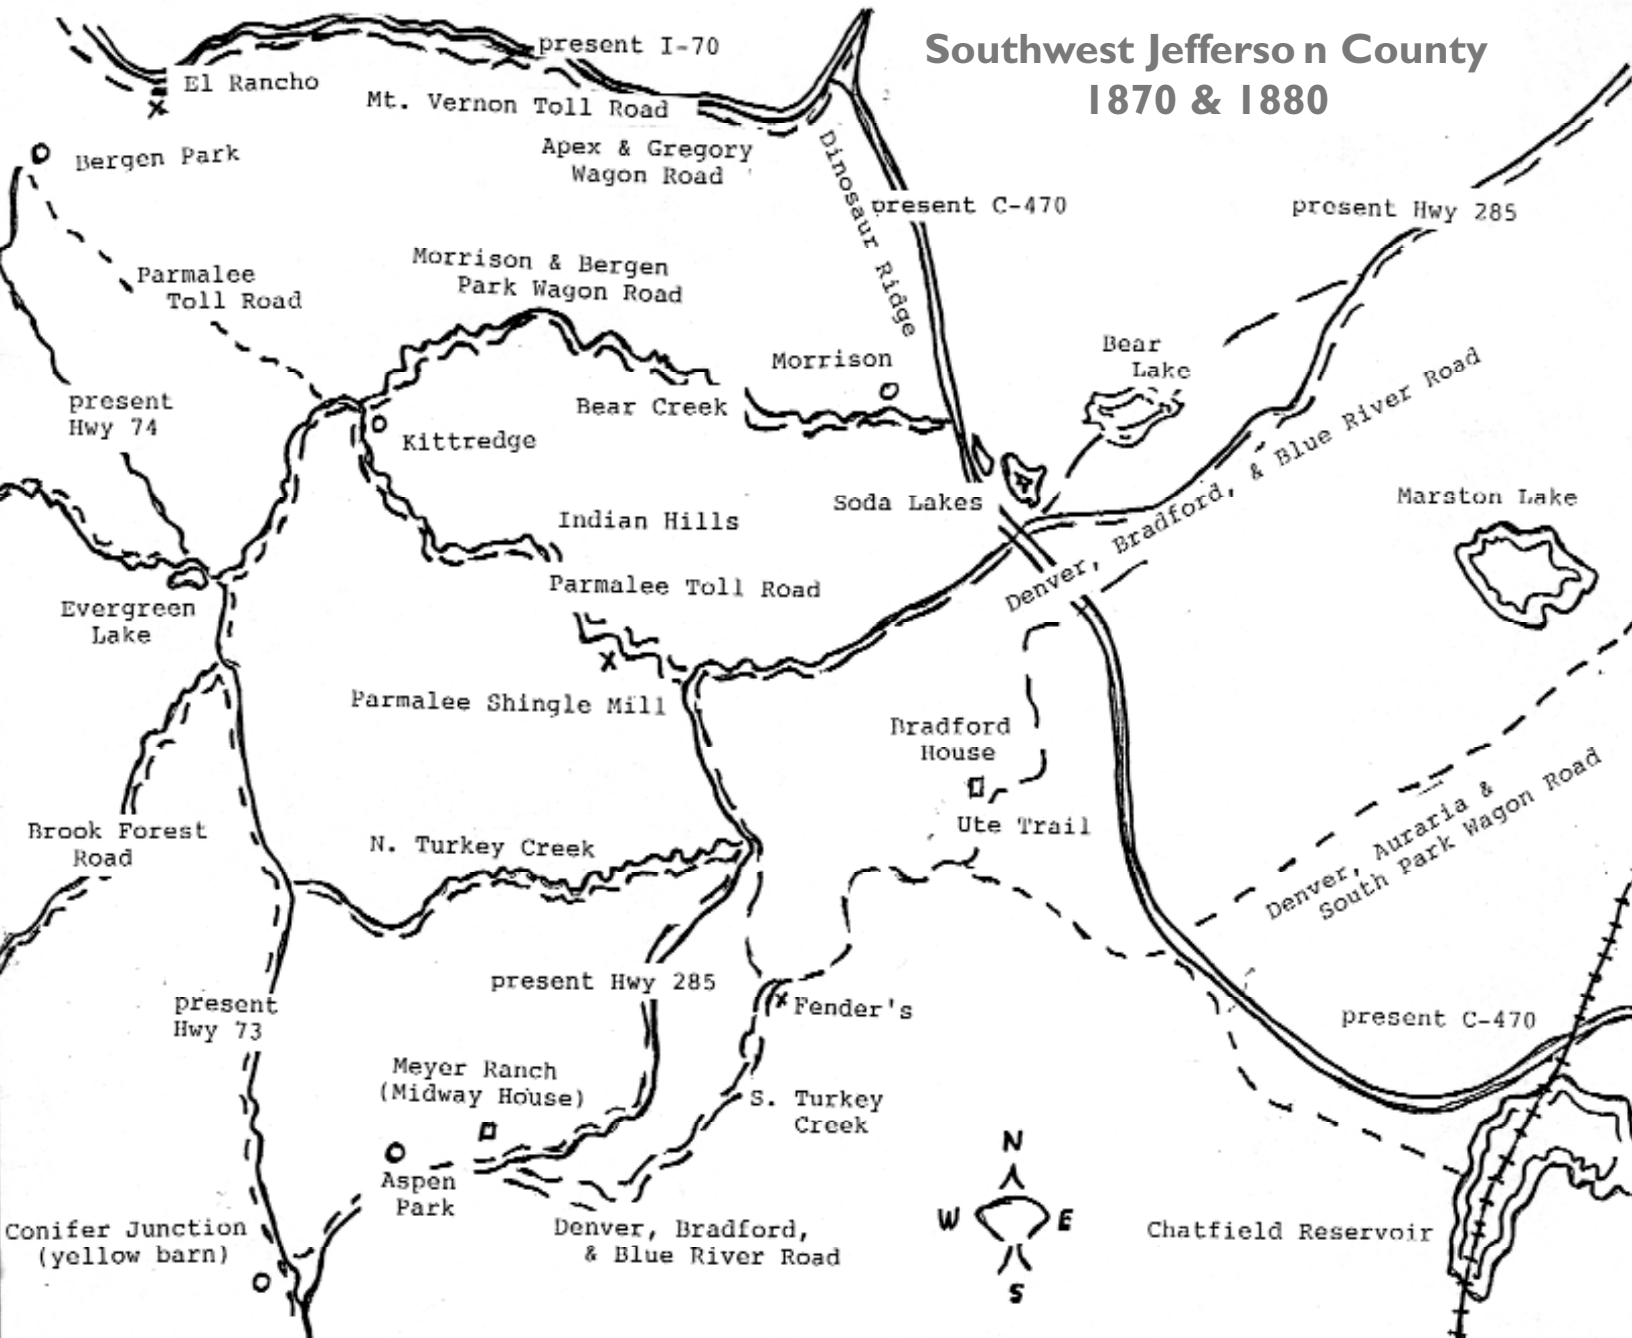 Southwest Jefferson County
1870 & 1880
present I-70
El Rancho
Mt. Vernon Toll Road
Apex & Gregory
Wagon Road
Bergen Park
Dinosaur Ridge
present C-470
present Hwy 285
Parmalee
Toll Road
Morrison & Bergen
Park Wagon Road
Morrison
Bear
Lake
present
Hwy 74
Bear Creek
Kittredge
Denver, Bradford, & Blue River Road
Soda Lakes
Marston Lake
Indian Hills
Parmalee Toll Road
Evergreen
Lake
Parmalee Shingle Mill
Bradford
House
Ute Trail
Brook Forest
Road
N. Turkey Creek
Denver, Auraria &
South Park Wagon Road
present Hwy 285
present
Hwy 73
Fender's
present C-470
Meyer Ranch
(Midway House)
S. Turkey
Creek
Aspen
Park
N
W E
S
Conifer Junction
(yellow barn)
Denver, Bradford,
& Blue River Road
Chatfield Reservoir